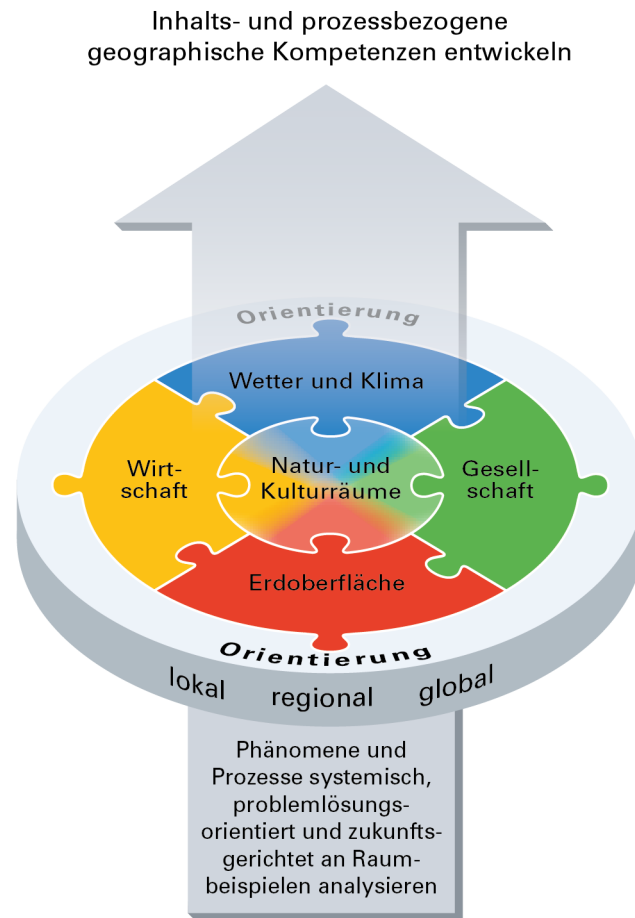 Inhalts- und prozessbezogene
geographische Kompetenzen entwickeln
Orientierung
Wetter und Klima
Wirt-
schaft
Natur- und
Kulturräume
Gesell-
schaft
Erdoberfläche
Orientierung
lokal regional global
Phänomene und
Prozesse systemisch,
problemlösungs-
orientiert und zukunfts-
gerichtet an Raum-
beispielen analysieren